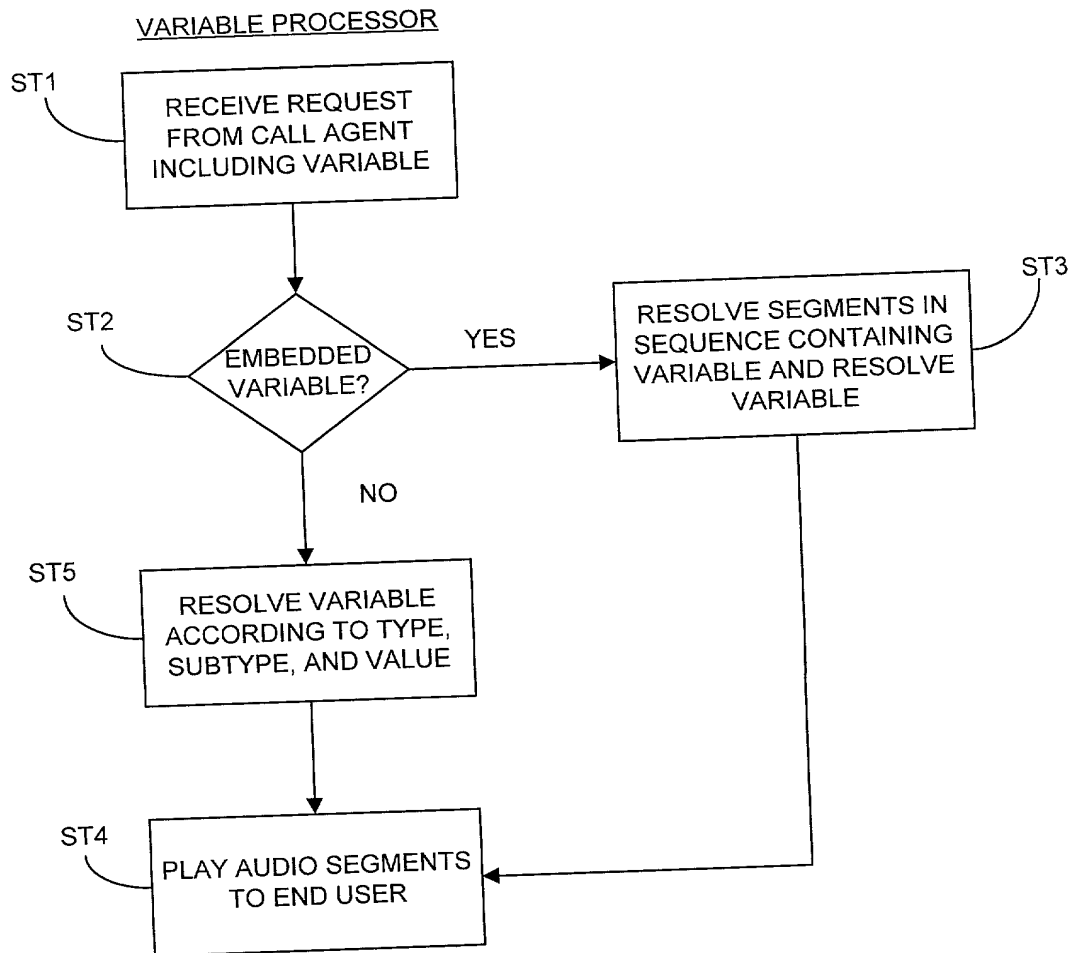 VARIABLE PROCESSOR
ST1
RECEIVE REQUEST
FROM CALL AGENT
INCLUDING VARIABLE
ST2
EMBEDDED
VARIABLE?
YES
ST3
RESOLVE SEGMENTS IN
SEQUENCE CONTAINING
VARIABLE AND RESOLVE
VARIABLE
NO
ST5
RESOLVE VARIABLE
ACCORDING TO TYPE,
SUBTYPE, AND VALUE
ST4
PLAY AUDIO SEGMENTS
TO END USER